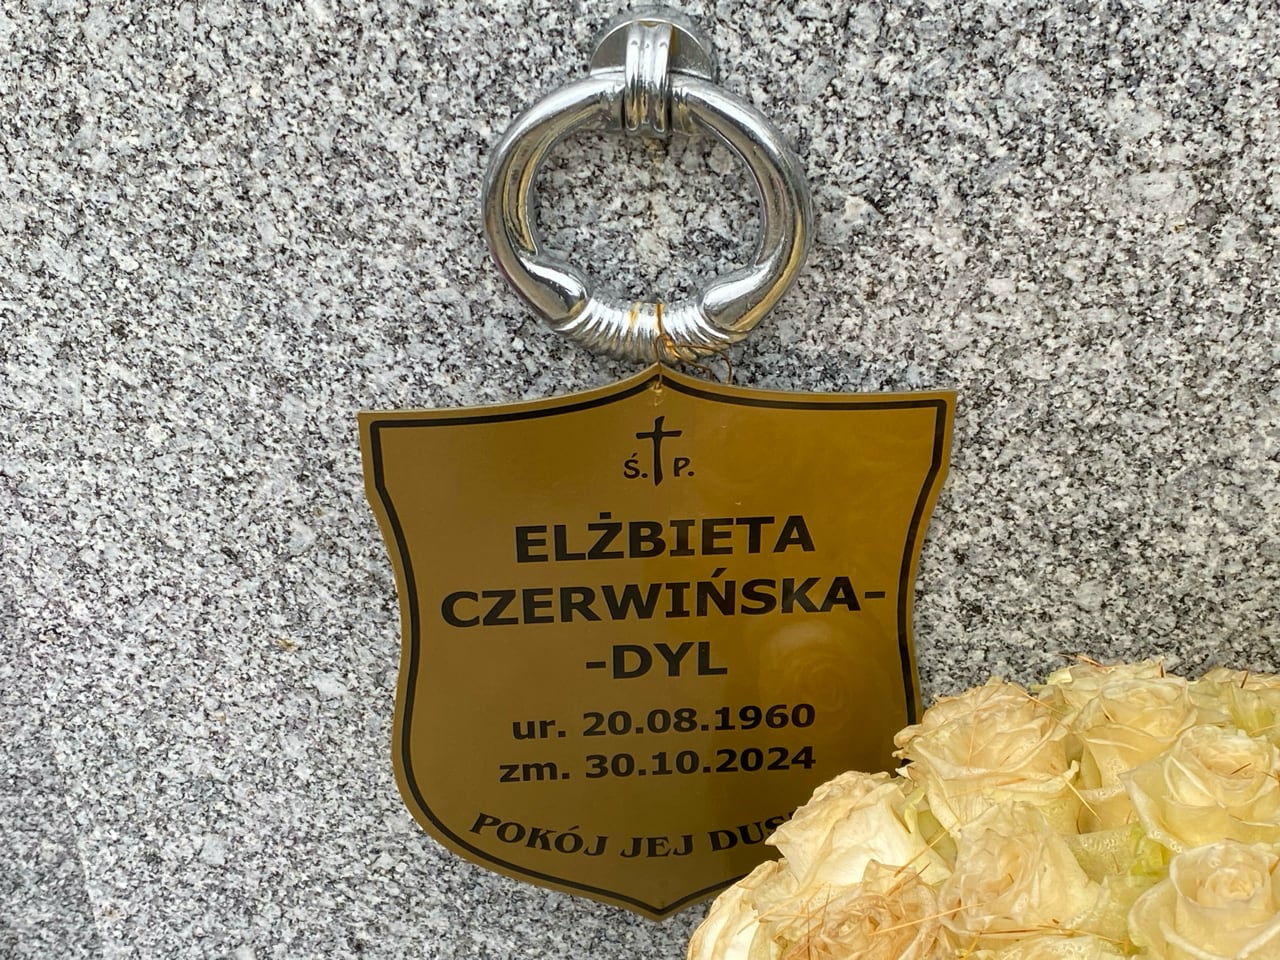 Ś. P.
ELŻBIETA
CZERWIŃSKA-
-DYL
ur. 20.08.1960
zm. 30.10.2024
POKÓJ JEJ